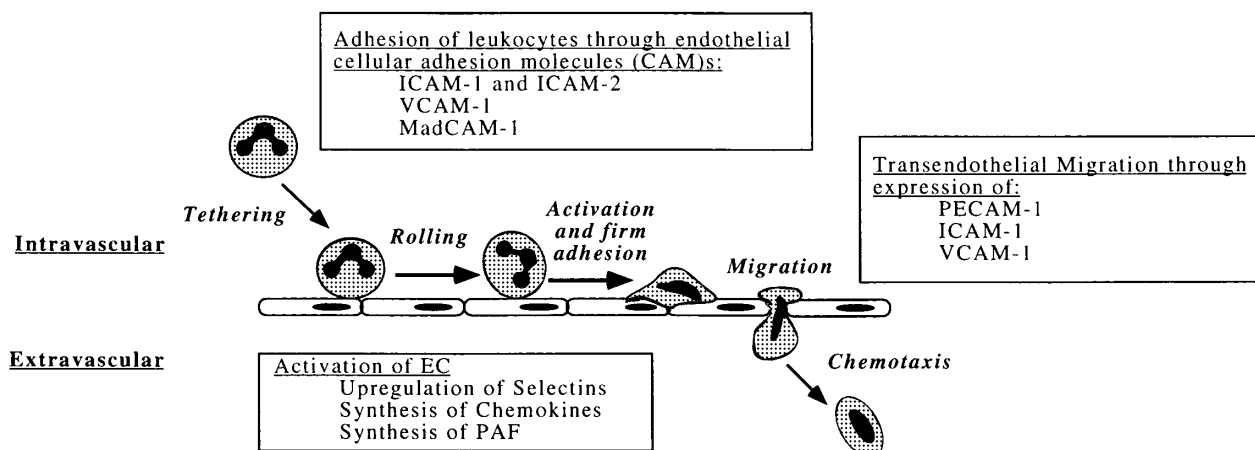 Adhesion of leukocytes through endothelial
cellular adhesion molecules (CAM)s:
ICAM-1 and ICAM-2
VCAM-1
MadCAM-1
Transendothelial Migration through
expression of:
PECAM-1
ICAM-1
VCAM-1
Tethering
Rolling
Activation
and firm
adhesion
Migration
Intravascular
Extravascular
Chemotaxis
Activation of EC
Upregulation of Selectins
Synthesis of Chemokines
Synthesis of PAF